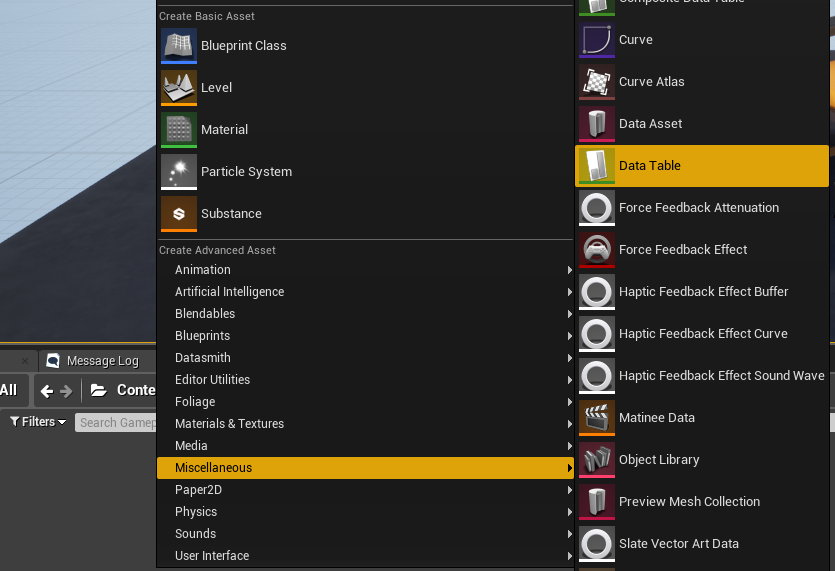 Create Basic Asset
Blueprint Class
Level
Material
Particle System
Substance
Create Advanced Asset
Animation
Artificial Intelligence
Blendables
Blueprints
Datasmith
Editor Utilities
Foliage
Materials & Textures
Media
Miscellaneous
Paper2D
Physics
Sounds
User Interface
Composite Data Table
Curve
Curve Atlas
Data Asset
Data Table
Force Feedback Attenuation
Force Feedback Effect
Haptic Feedback Effect Buffer
Haptic Feedback Effect Curve
Haptic Feedback Effect Sound Wave
Matinee Data
Object Library
Preview Mesh Collection
Slate Vector Art Data
Message Log
All
Conte
Filters
Search Gamep